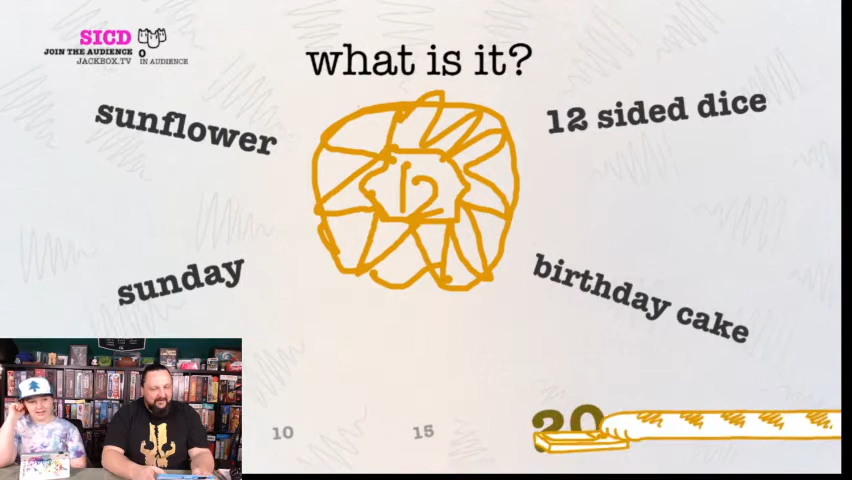 SICD
JOIN THE AUDIENCE
JACKBOX.TV
0
IN AUDIENCE
what is it?
sunflower
12 sided dice
12
sunday
birthday cake
10
15
20